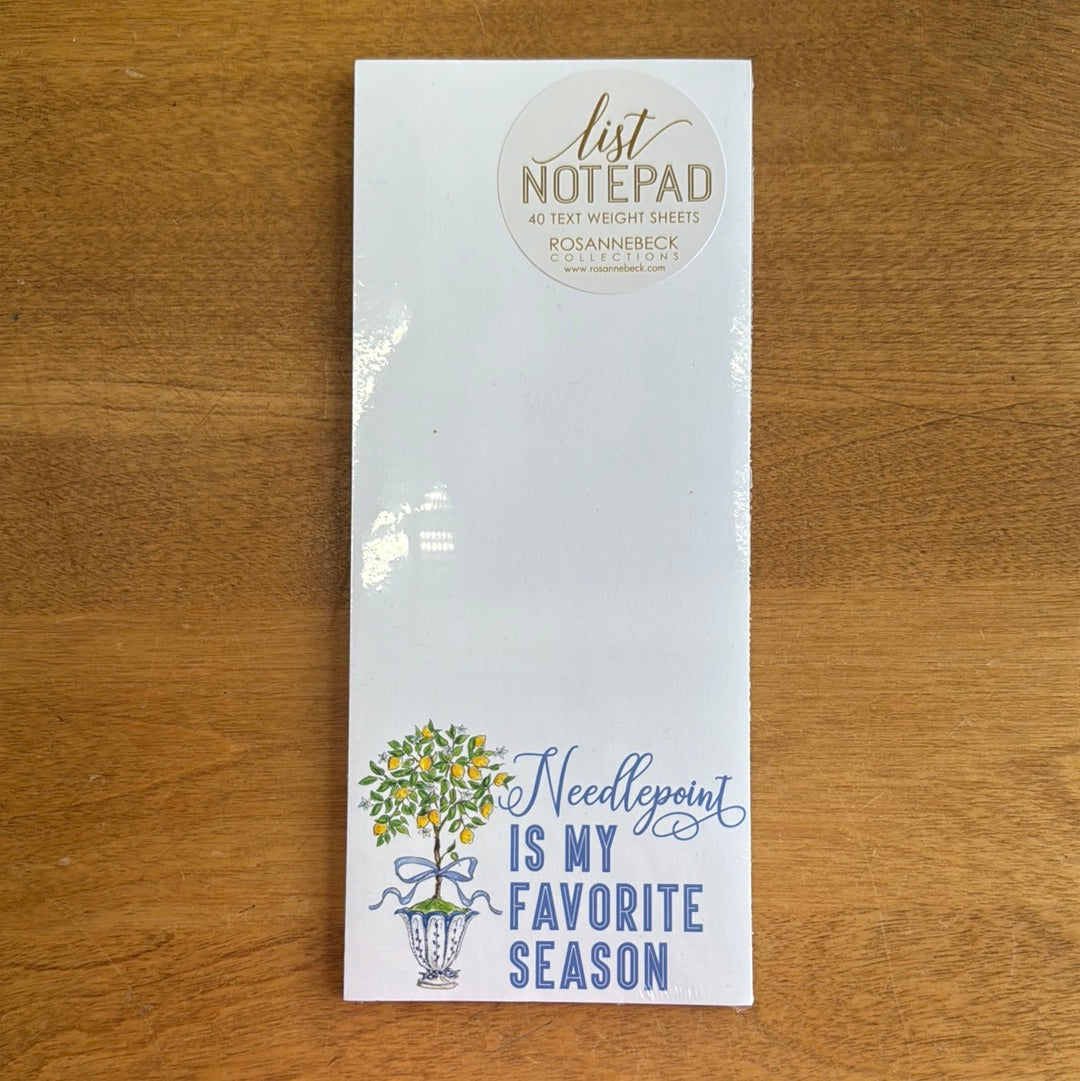 list
NOTEPAD
40 TEXT WEIGHT SHEETS
ROSANNEBECK
COLLECTIONS
www.rosannebeck.com
Needlepoint
IS MY
FAVORITE
SEASON